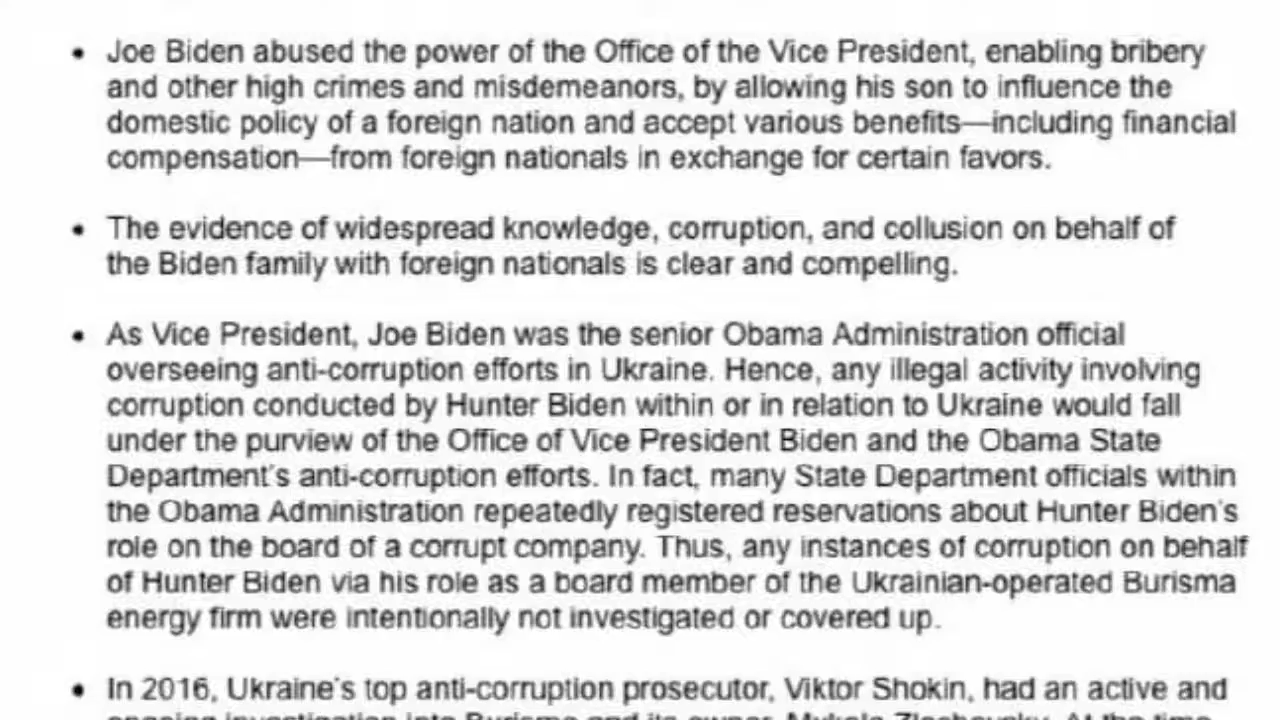 • Joe Biden abused the power of the Office of the Vice President, enabling bribery
and other high crimes and misdemeanors, by allowing his son to influence the
domestic policy of a foreign nation and accept various benefits—including financial
compensation—from foreign nationals in exchange for certain favors.
• The evidence of widespread knowledge, corruption, and collusion on behalf of
the Biden family with foreign nationals is clear and compelling.
• As Vice President, Joe Biden was the senior Obama Administration official
overseeing anti-corruption efforts in Ukraine. Hence, any illegal activity involving
corruption conducted by Hunter Biden within or in relation to Ukraine would fall
under the purview of the Office of Vice President Biden and the Obama State
Department's anti-corruption efforts. In fact, many State Department officials within
the Obama Administration repeatedly registered reservations about Hunter Biden's
role on the board of a corrupt company. Thus, any instances of corruption on behalf
of Hunter Biden via his role as a board member of the Ukrainian-operated Burisma
energy firm were intentionally not investigated or covered up.
• In 2016, Ukraine's top anti-corruption prosecutor, Viktor Shokin, had an active and